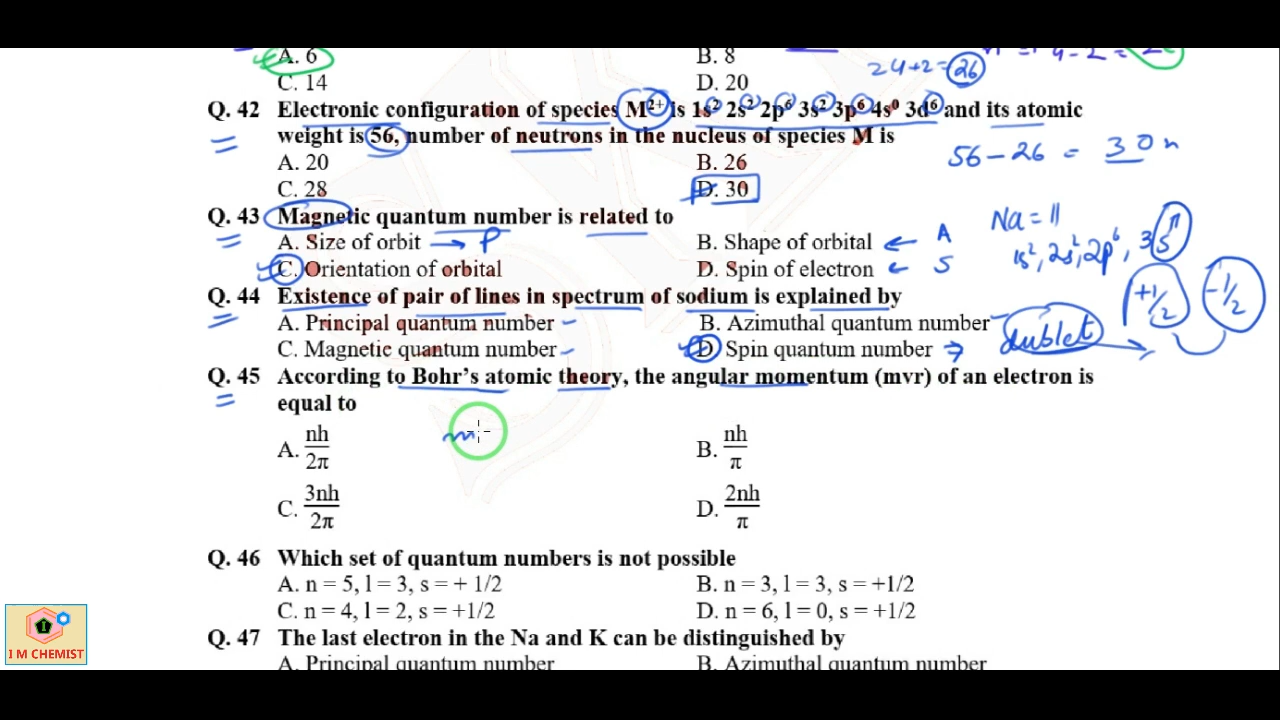 A. 6 B. 8
24+2=26
C. 14 D. 20
Q. 42 Electronic configuration of species M²⁺ is 1s² 2s² 2p⁶ 3s² 3p⁶ 4s⁰ 3d⁶ and its atomic
weight is 56, number of neutrons in the nucleus of species M is
56-26 = 30 n
A. 20 B. 26
C. 28 D. 30
Q. 43 Magnetic quantum number is related to
Na = 11
A. Size of orbit → P B. Shape of orbital ← A
1s², 2s², 2p⁶, 3s¹
C. Orientation of orbital D. Spin of electron ← S
Q. 44 Existence of pair of lines in spectrum of sodium is explained by
+1/2 -1/2
A. Principal quantum number B. Azimuthal quantum number
dublet
C. Magnetic quantum number D Spin quantum number
Q. 45 According to Bohr’s atomic theory, the angular momentum (mvr) of an electron is
equal to
m
A. nh/2π B. nh/π
C. 3nh/2π D. 2nh/π
Q. 46 Which set of quantum numbers is not possible
A. n = 5, l = 3, s = + 1/2 B. n = 3, l = 3, s = +1/2
C. n = 4, l = 2, s = +1/2 D. n = 6, l = 0, s = +1/2
I
I M CHEMIST
Q. 47 The last electron in the Na and K can be distinguished by
A. Principal quantum number B. Azimuthal quantum number